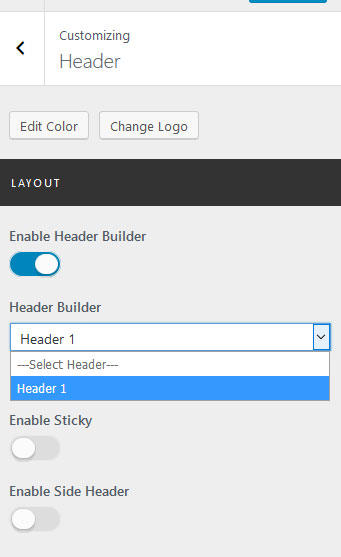 Customizing
Header
Edit Color Change Logo
LAYOUT
Enable Header Builder
Header Builder
Header 1
---Select Header---
Header 1
Enable Sticky
Enable Side Header